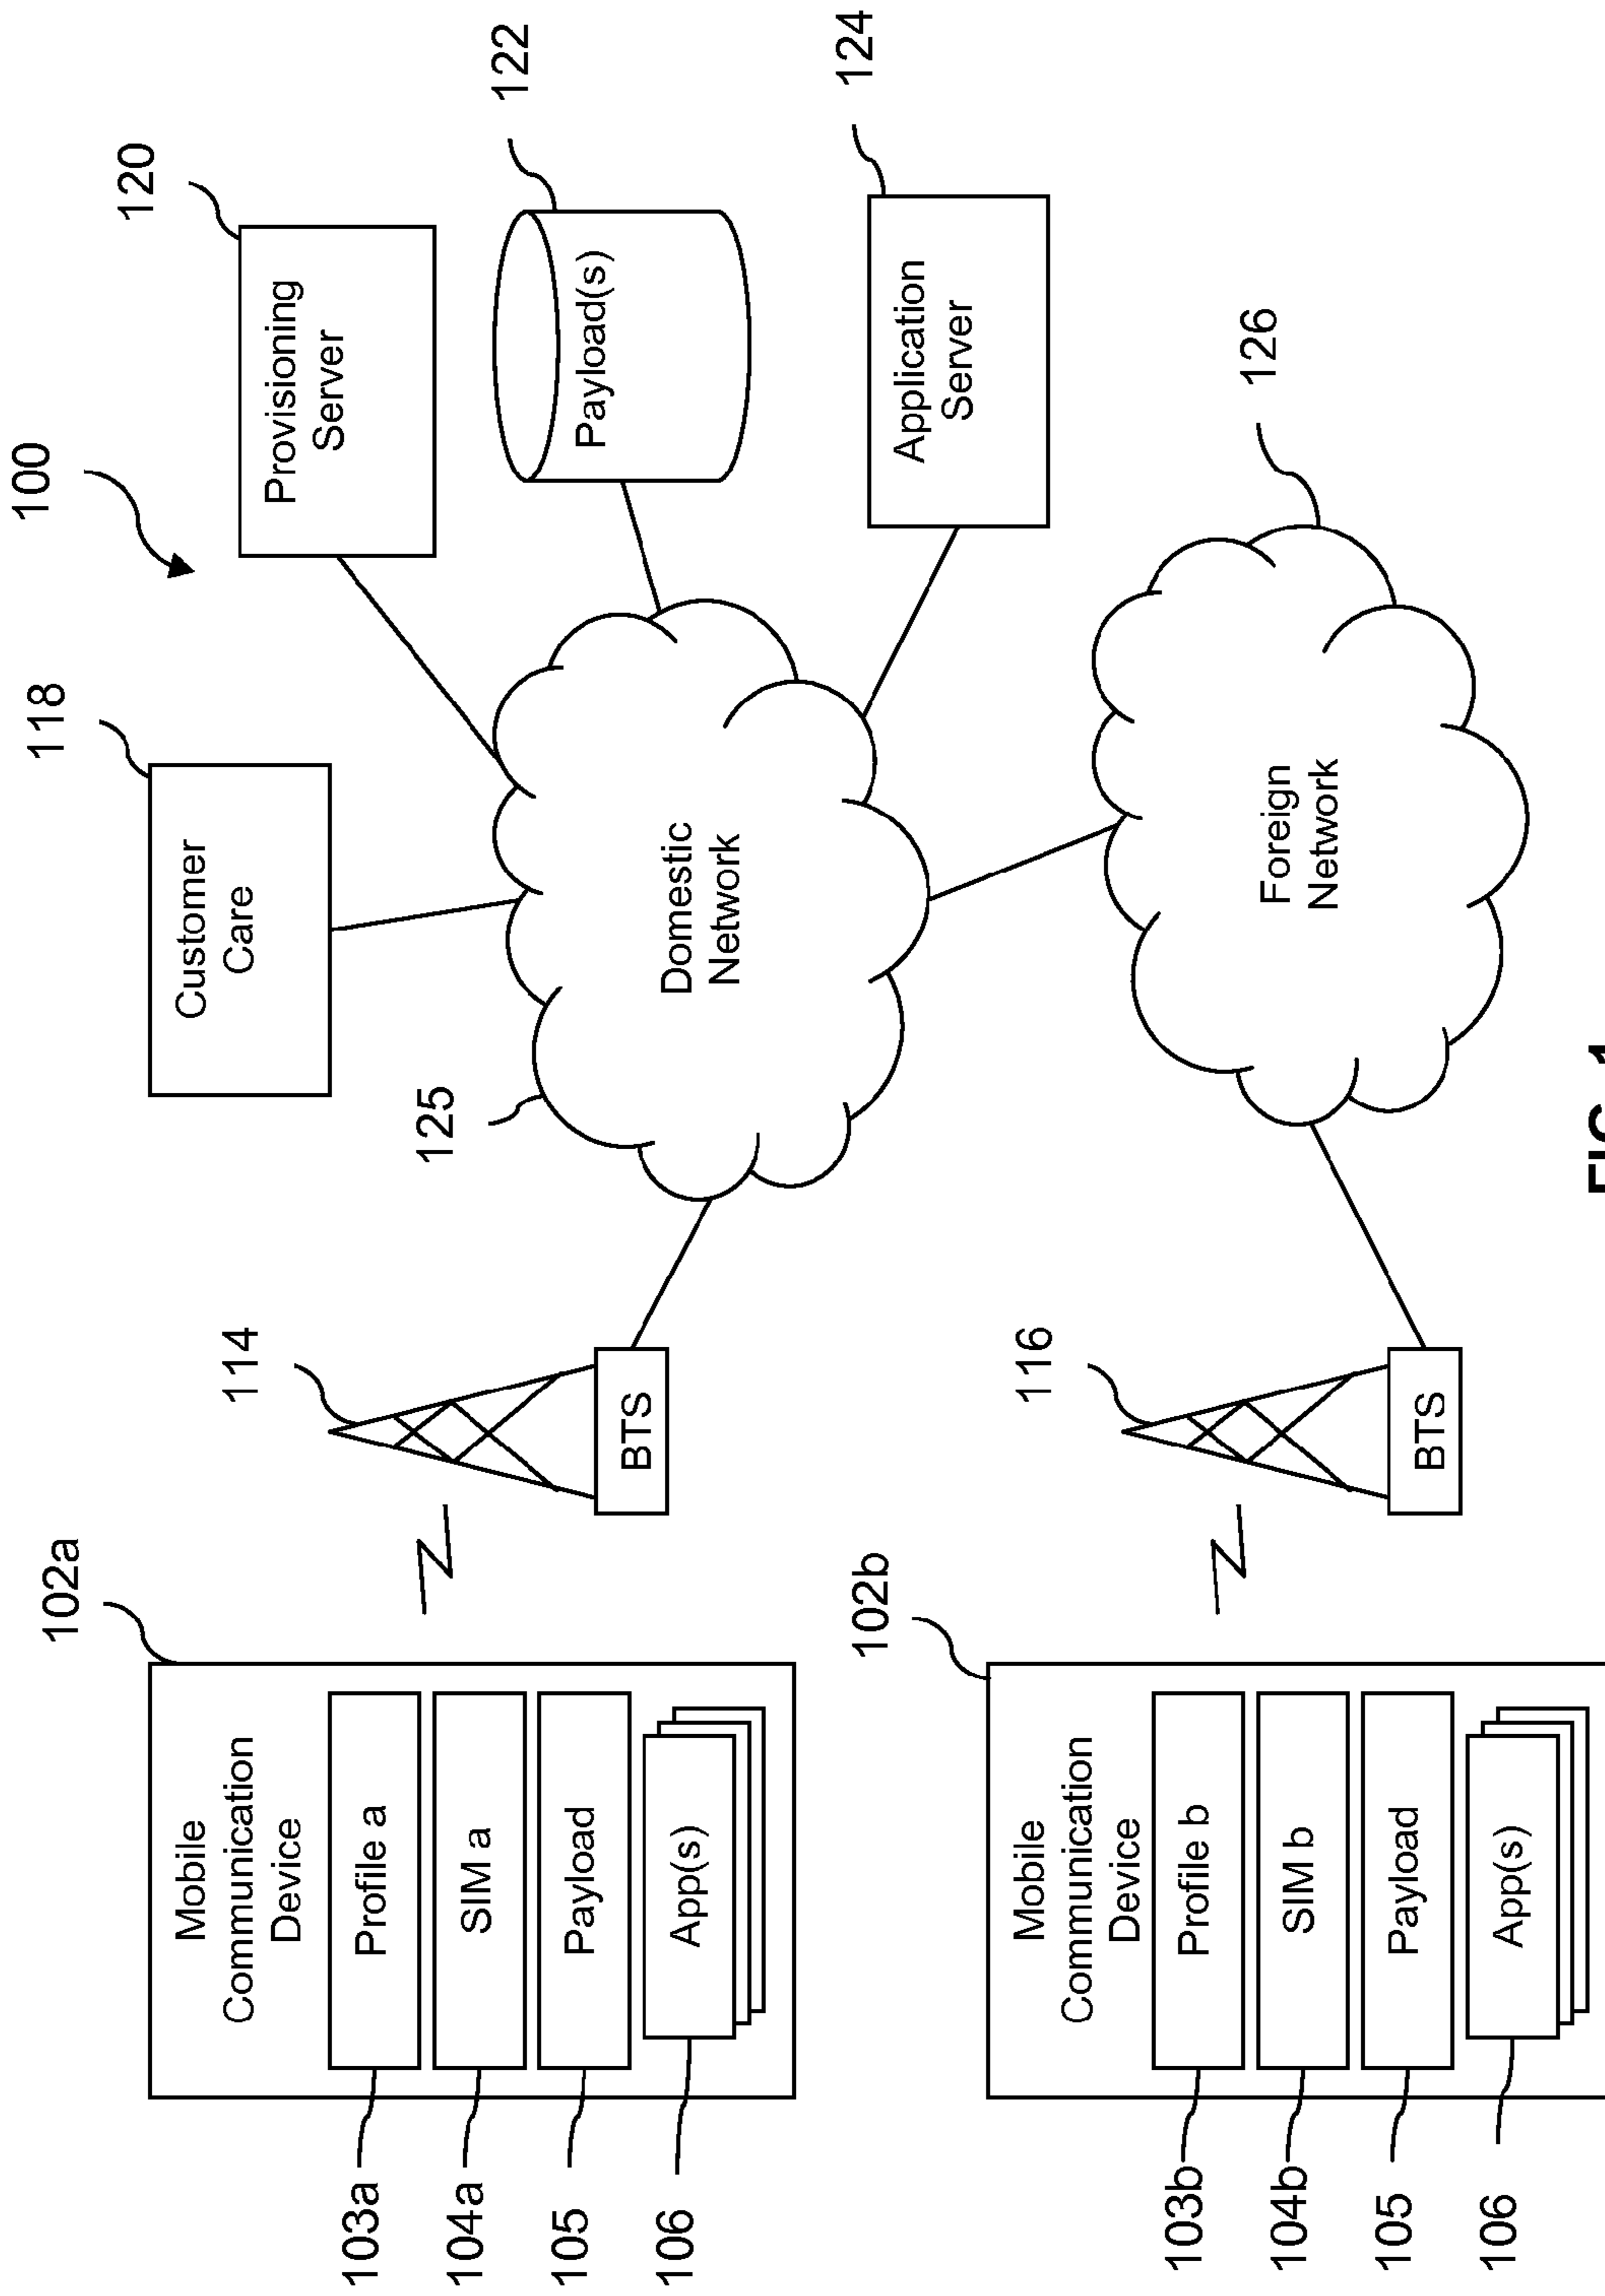 100
102a
Mobile
Communication
Device
Profile a
SIM a
Payload
App(s)
103a
104a
105
106
114
BTS
118
Customer
Care
120
Provisioning
Server
122
Payload(s)
124
Application
Server
125
Domestic
Network
102b
Mobile
Communication
Device
Profile b
SIM b
Payload
App(s)
103b
104b
105
106
116
BTS
126
Foreign
Network
FIG. 1